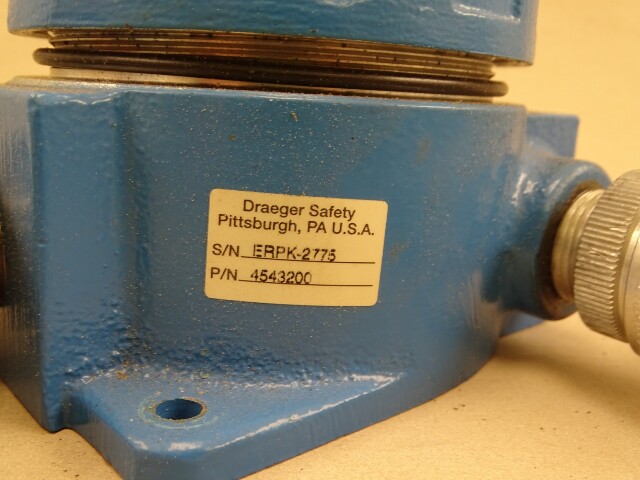 Draeger Safety
Pittsburgh, PA U.S.A.
S/N ERPK-2775
P/N 4543200